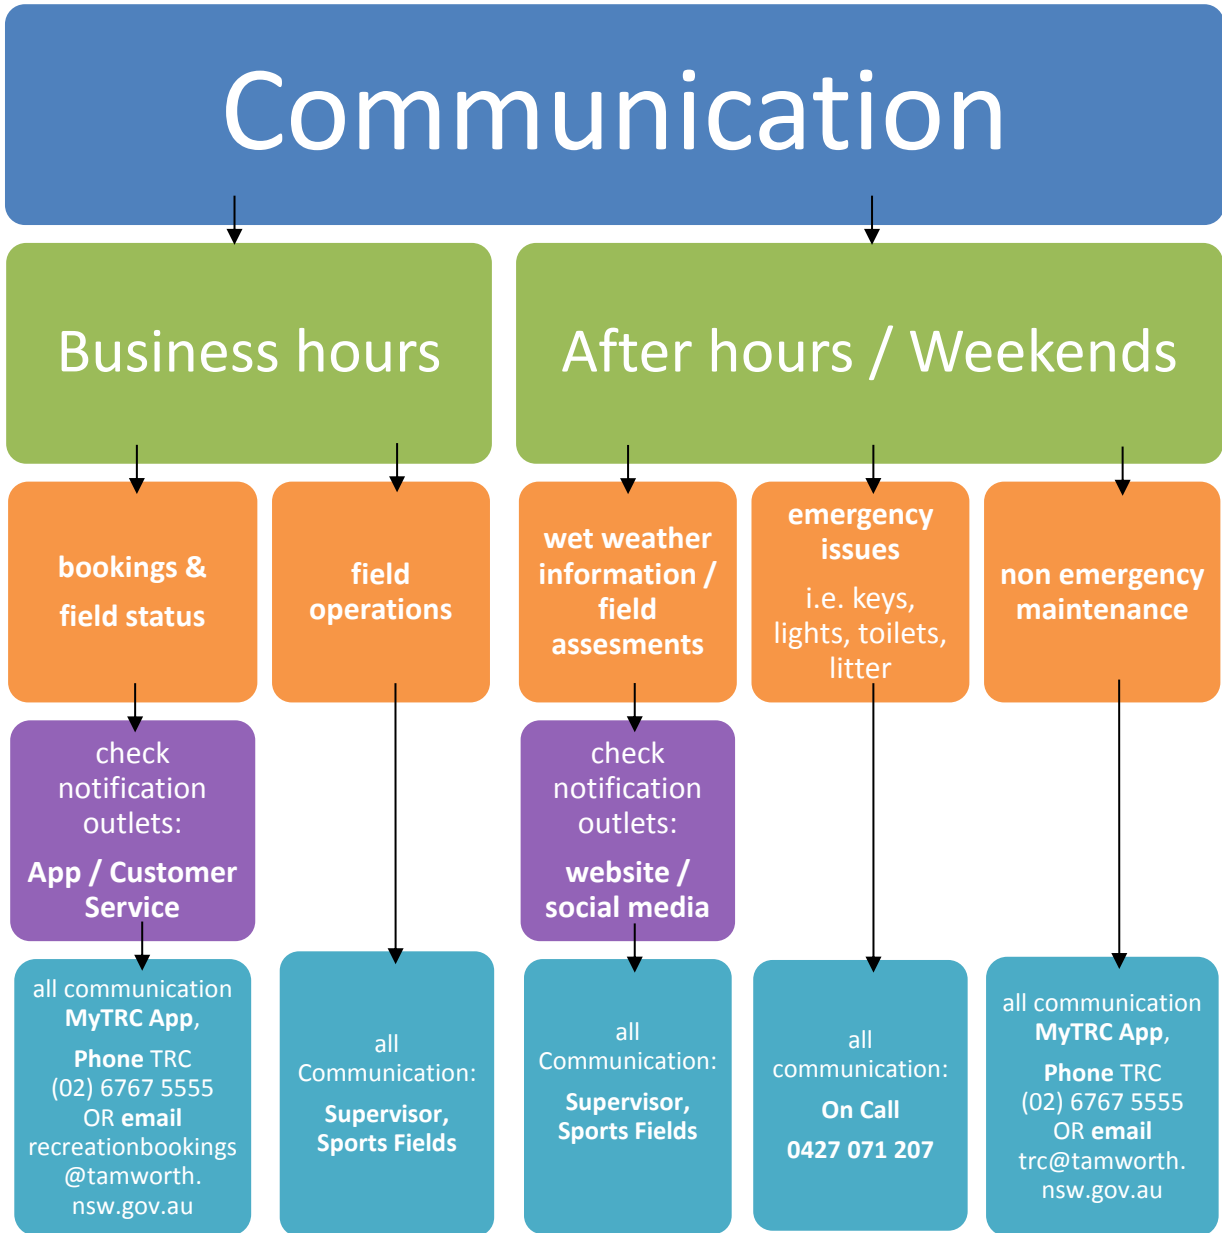 Communication
Business hours
After hours / Weekends
bookings &
field status
field
operations
wet weather
information /
field
assesments
emergency
issues
i.e. keys,
lights, toilets,
litter
non emergency
maintenance
check
notification
outlets:
App / Customer
Service
check
notification
outlets:
website /
social media
all communication
MyTRC App,
Phone TRC
(02) 6767 5555
OR email
recreationbookings
@tamworth.
nsw.gov.au
all
Communication:
Supervisor,
Sports Fields
all
Communication:
Supervisor,
Sports Fields
all
communication:
On Call
0427 071 207
all communication
MyTRC App,
Phone TRC
(02) 6767 5555
OR email
trc@tamworth.
nsw.gov.au